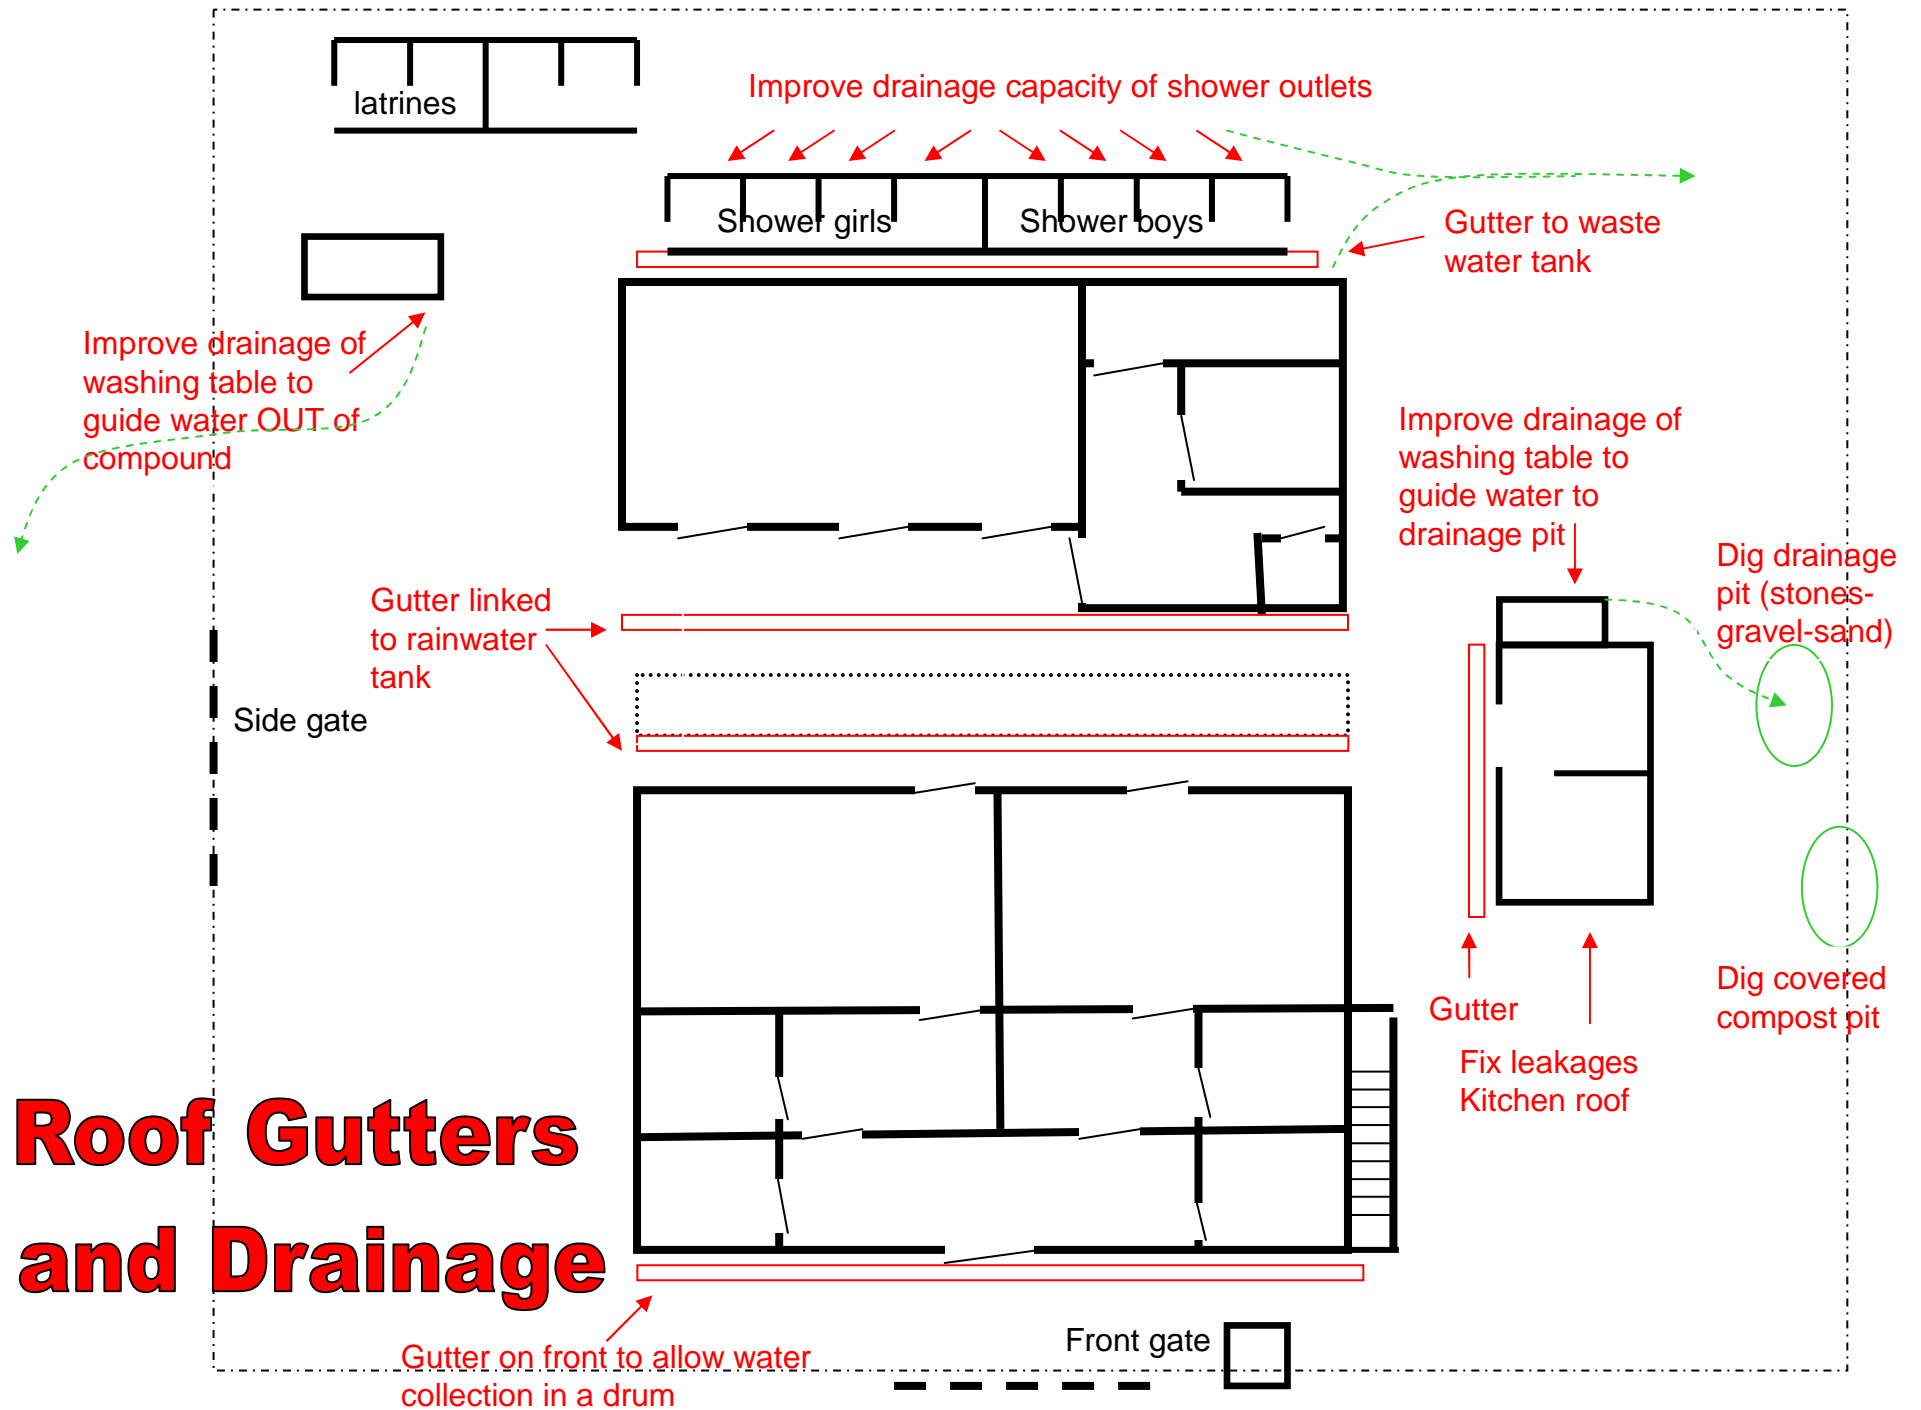 latrines
Improve drainage capacity of shower outlets
Shower girls
Shower boys
Gutter to waste
water tank
Improve drainage of
washing table to
guide water OUT of
compound
Improve drainage of
washing table to
guide water to
drainage pit
Dig drainage
pit (stones-
gravel-sand)
Gutter linked
to rainwater
tank
Side gate
Dig covered
compost pit
Gutter
Fix leakages
Kitchen roof
Roof Gutters
and Drainage
Front gate
Gutter on front to allow water
collection in a drum